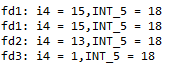 fd1: i4 = 15,INT_5 = 18
fd1: i4 = 15,INT_5 = 18
fd2: i4 = 13,INT_5 = 18
fd3: i4 = 1,INT_5 = 18